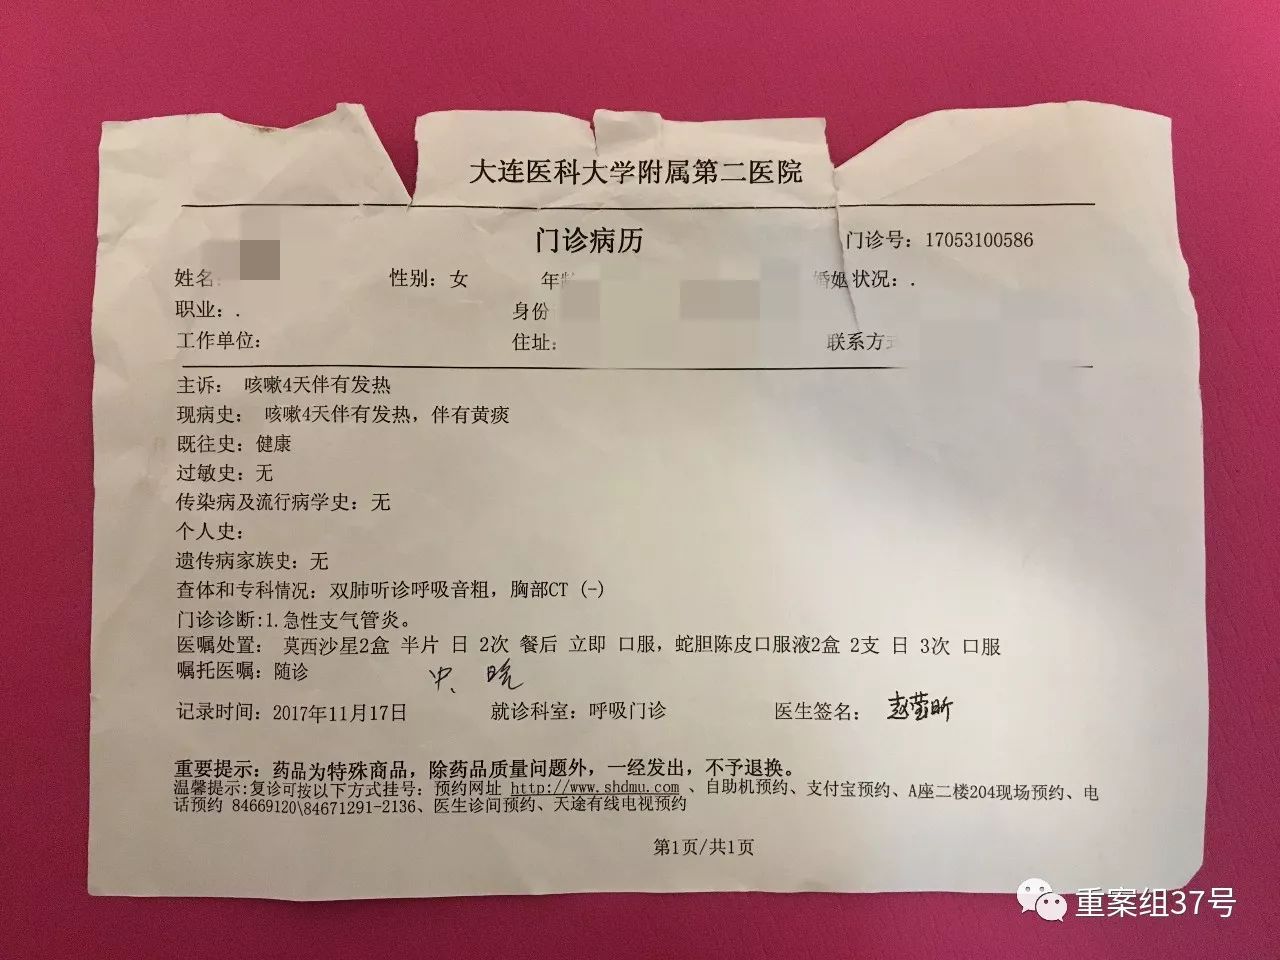 大连医科大学附属第二医院
门诊病历
门诊号：17053100586
姓名: 性别：女 年龄 婚姻状况：.
职业：. 身份
工作单位： 住址： 联系方式
主诉： 咳嗽4天伴有发热
现病史： 咳嗽4天伴有发热，伴有黄痰
既往史：健康
过敏史：无
传染病及流行病学史：无
个人史：
遗传病家族史：无
查体和专科情况：双肺听诊呼吸音粗，胸部CT (-)
门诊诊断:1.急性支气管炎。
医嘱处置： 莫西沙星2盒 半片 日 2次 餐后 立即 口服，蛇胆陈皮口服液2盒 2支 日 3次 口服
嘱托医嘱：随诊
中、晚
记录时间：2017年11月17日 就诊科室：呼吸门诊 医生签名： 赵莹昕
重要提示：药品为特殊商品，除药品质量问题外，一经发出，不予退换。
温馨提示:复诊可按以下方式挂号：预约网址 http://www.shdmu.com 、自助机预约、支付宝预约、A座二楼204现场预约、电
话预约 84669120\84671291-2136、医生诊间预约、天途有线电视预约
第1页/共1页
重案组37号